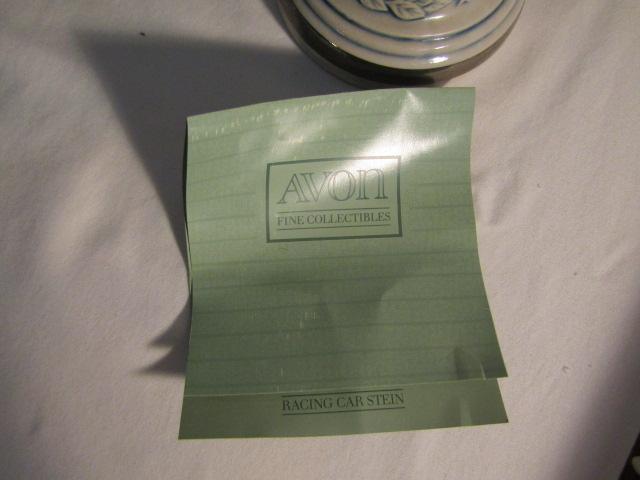 AVON
FINE COLLECTIBLES
RACING CAR STEIN